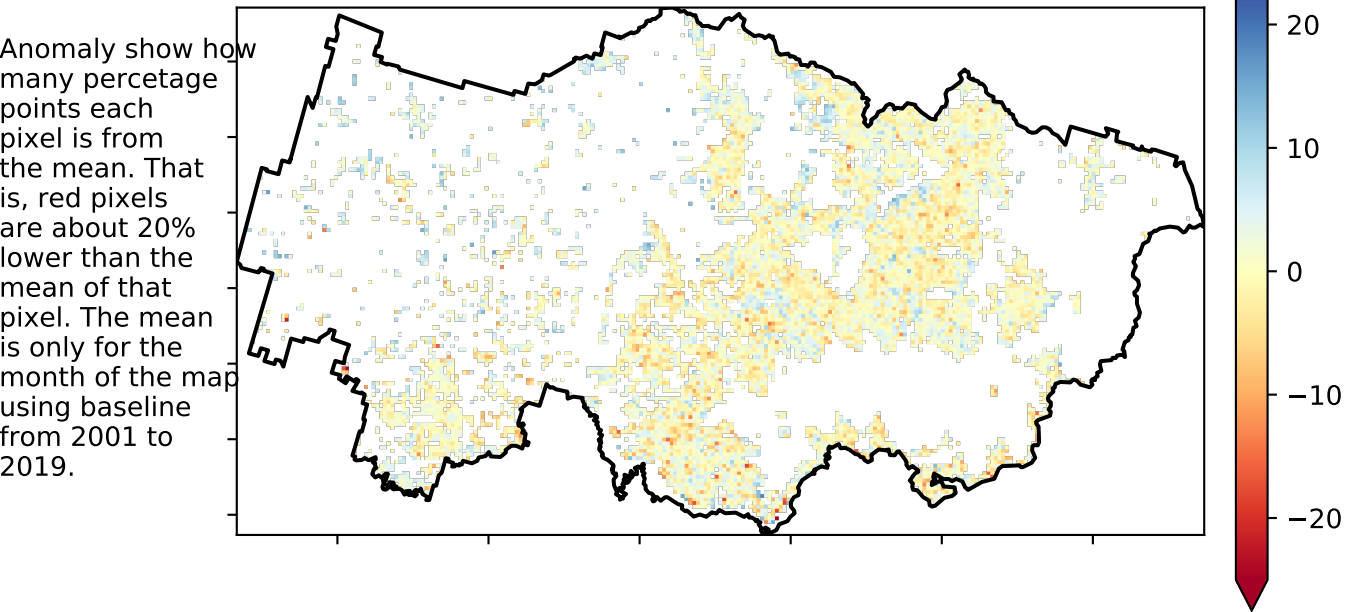 Anomaly show how
many percetage
points each
pixel is from
the mean. That
is, red pixels
are about 20%
lower than the
mean of that
pixel. The mean
is only for the
month of the map
using baseline
from 2001 to
2019.
20
10
0
−10
−20